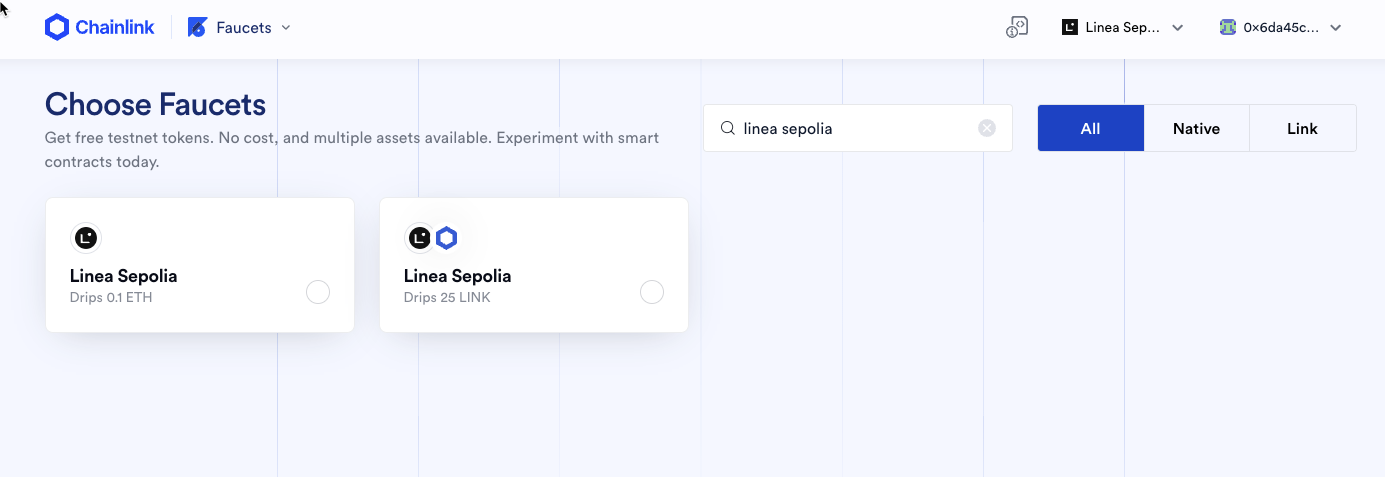 Chainlink
Faucets
Linea Sep...
0x6da45c...
Choose Faucets
Get free testnet tokens. No cost, and multiple assets available. Experiment with smart
contracts today.
linea sepolia
All
Native
Link
Linea Sepolia
Drips 0.1 ETH
Linea Sepolia
Drips 25 LINK